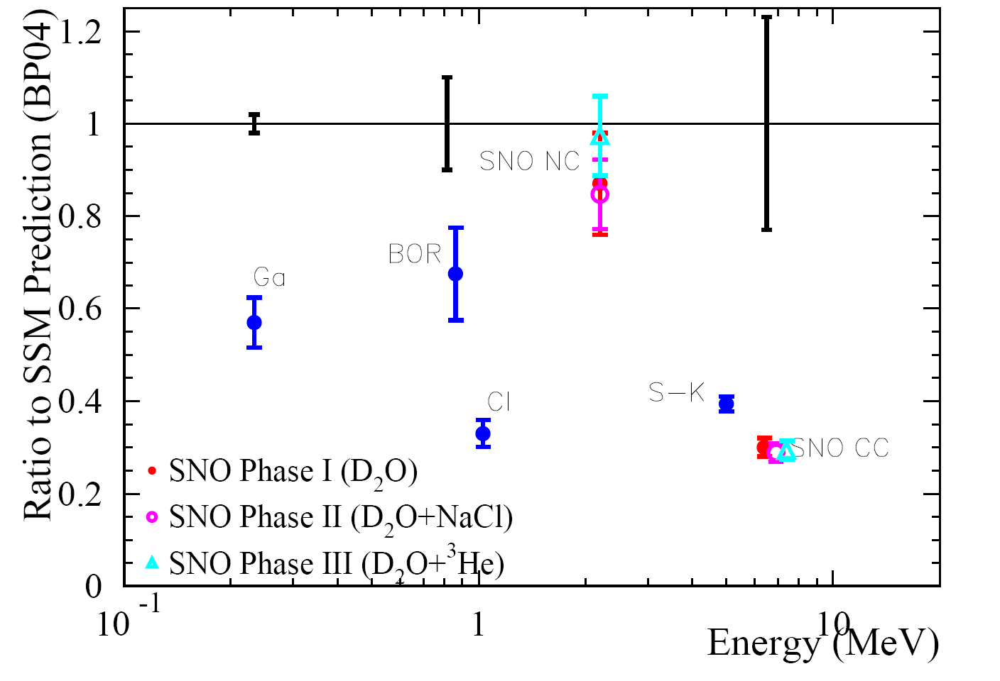 Ratio to SSM Prediction (BP04)
1.2
1
0.8
0.6
0.4
0.2
0
SNO NC
BOR
Ga
Cl
S-K
SNO CC
SNO Phase I (D2O)
SNO Phase II (D2O+NaCl)
SNO Phase III (D2O+3He)
10 -1
1
10
Energy (MeV)